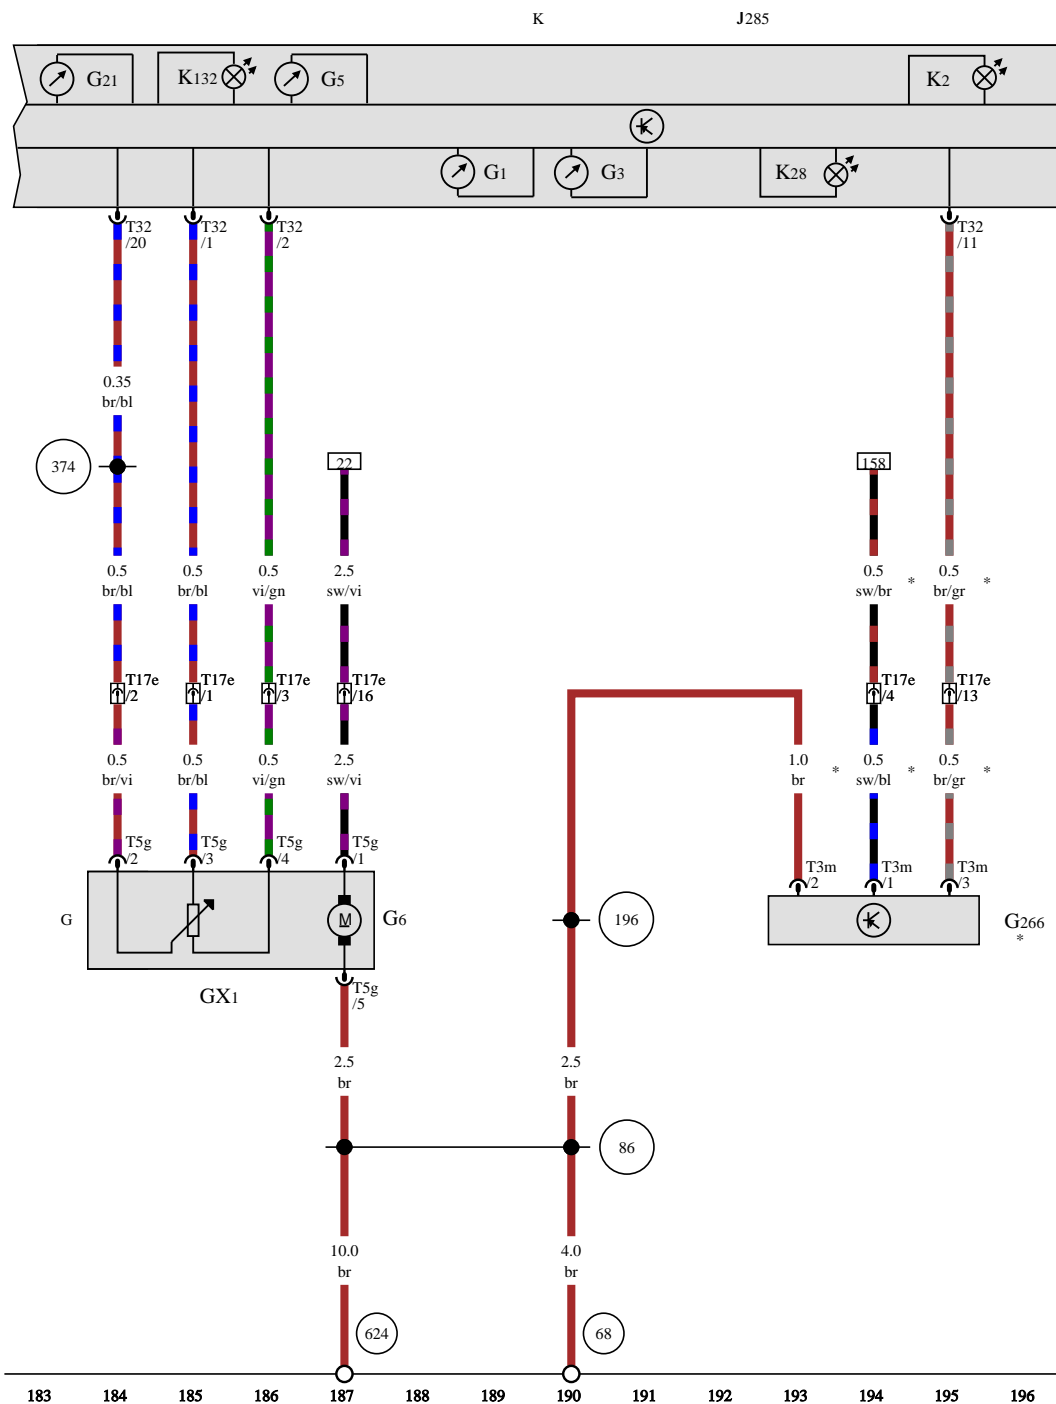 K J285
G21 K132 G5 K2
G1 G3 K28
T32 T32 T32 T32
/20 /1 /2 /11
0.35
br/bl
374 22 158
0.5 0.5 0.5 2.5 0.5 0.5
br/bl br/bl vi/gn sw/vi sw/br * br/gr *
T17e T17e T17e T17e T17e T17e
/2 /1 /3 /16 /4 /13
0.5 0.5 0.5 2.5 1.0 0.5 0.5
br/vi br/bl vi/gn sw/vi br * sw/bl * br/gr *
T5g T5g T5g T5g
/2 /3 /4 /1
T3m T3m T3m
/2 /1 /3
G M G6 196 G266
*
GX1
T5g
/5
2.5 2.5
br br
86
10.0 4.0
br br
624 68
183 184 185 186 187 188 189 190 191 192 193 194 195 196